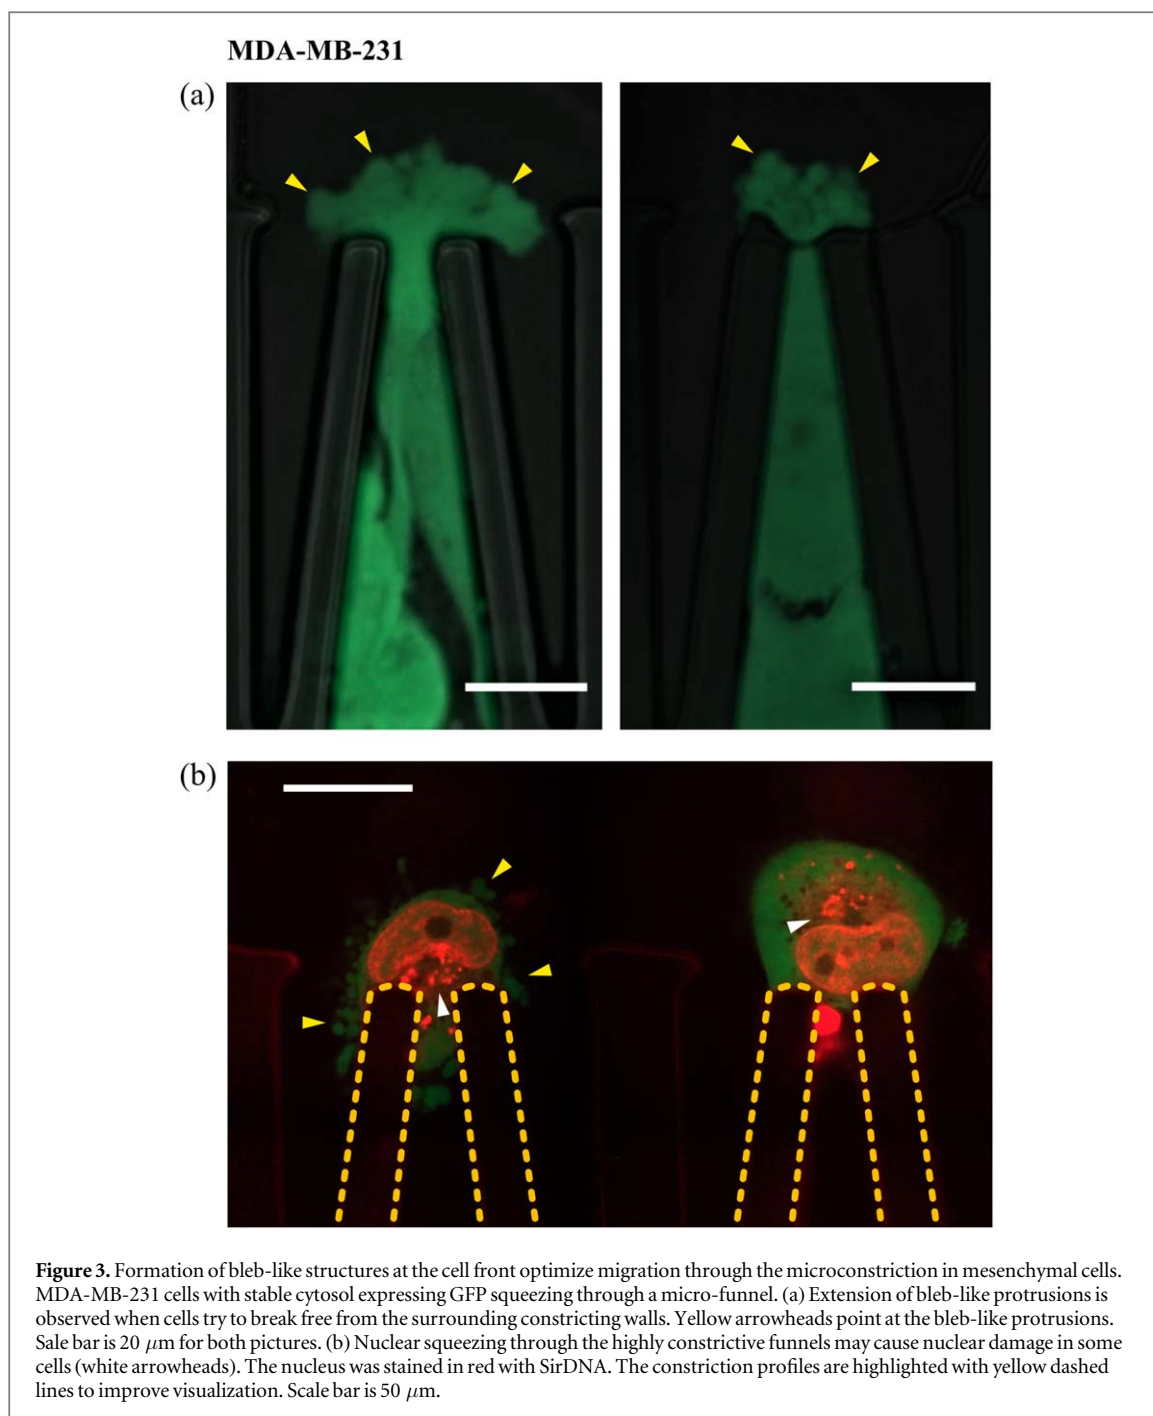 MDA-MB-231
(a)
(b)
Figure 3. Formation of bleb-like structures at the cell front optimize migration through the microconstriction in mesenchymal cells.
MDA-MB-231 cells with stable cytosol expressing GFP squeezing through a micro-funnel. (a) Extension of bleb-like protrusions is
observed when cells try to break free from the surrounding constricting walls. Yellow arrowheads point at the bleb-like protrusions.
Sale bar is 20 μm for both pictures. (b) Nuclear squeezing through the highly constrictive funnels may cause nuclear damage in some
cells (white arrowheads). The nucleus was stained in red with SirDNA. The constriction profiles are highlighted with yellow dashed
lines to improve visualization. Scale bar is 50 μm.